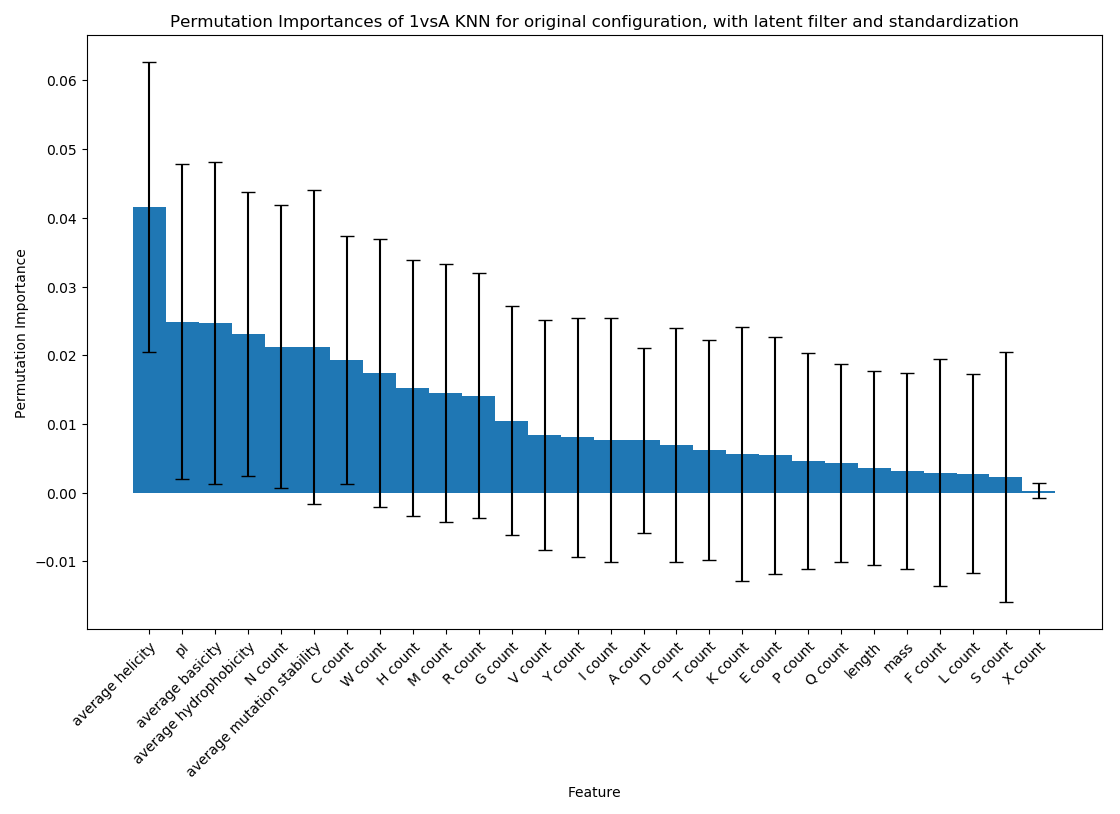 Permutation Importances of 1vsA KNN for original configuration, with latent filter and standardization
Permutation Importance
0.06
0.05
0.04
0.03
0.02
0.01
0.00
−0.01
average helicity
pI
average basicity
average hydrophobicity
N count
average mutation stability
C count
W count
H count
M count
R count
G count
V count
Y count
I count
A count
D count
T count
K count
E count
P count
Q count
length
mass
F count
L count
S count
X count
Feature